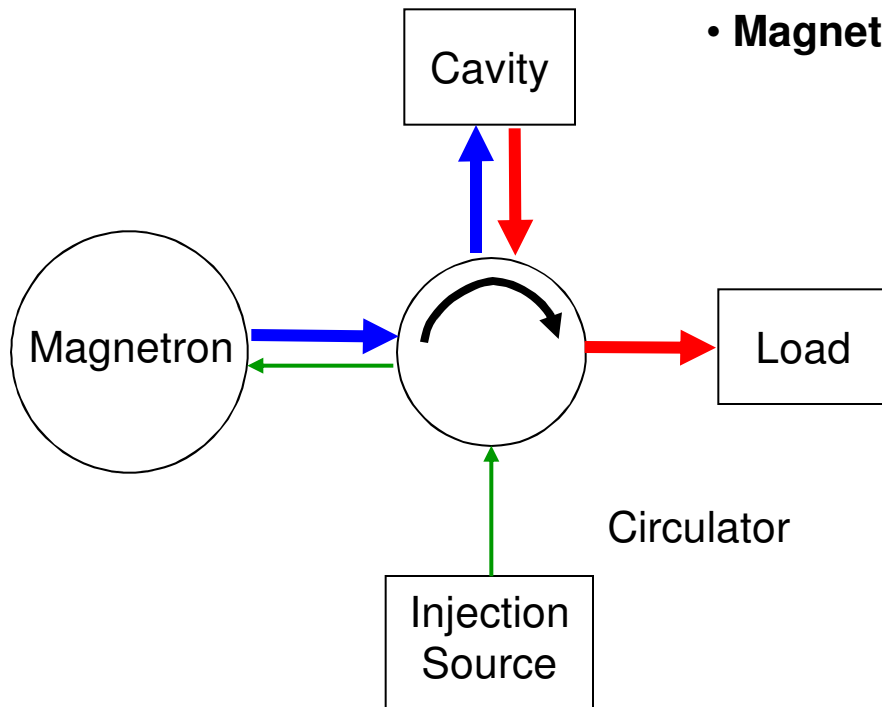 • Magnet
Cavity
Magnetron
Load
Circulator
Injection
Source